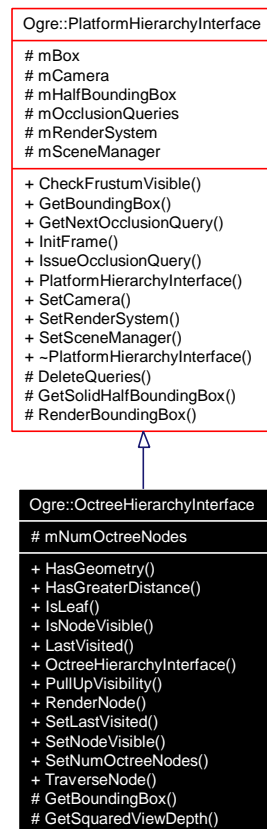 Ogre::PlatformHierarchyInterface
# mBox
# mCamera
# mHalfBoundingBox
# mOcclusionQueries
# mRenderSystem
# mSceneManager
+ CheckFrustumVisible()
+ GetBoundingBox()
+ GetNextOcclusionQuery()
+ InitFrame()
+ IssueOcclusionQuery()
+ PlatformHierarchyInterface()
+ SetCamera()
+ SetRenderSystem()
+ SetSceneManager()
+ ~PlatformHierarchyInterface()
# DeleteQueries()
# GetSolidHalfBoundingBox()
# RenderBoundingBox()
Ogre::OctreeHierarchyInterface
# mNumOctreeNodes
+ HasGeometry()
+ HasGreaterDistance()
+ IsLeaf()
+ IsNodeVisible()
+ LastVisited()
+ OctreeHierarchyInterface()
+ PullUpVisibility()
+ RenderNode()
+ SetLastVisited()
+ SetNodeVisible()
+ SetNumOctreeNodes()
+ TraverseNode()
# GetBoundingBox()
# GetSquaredViewDepth()